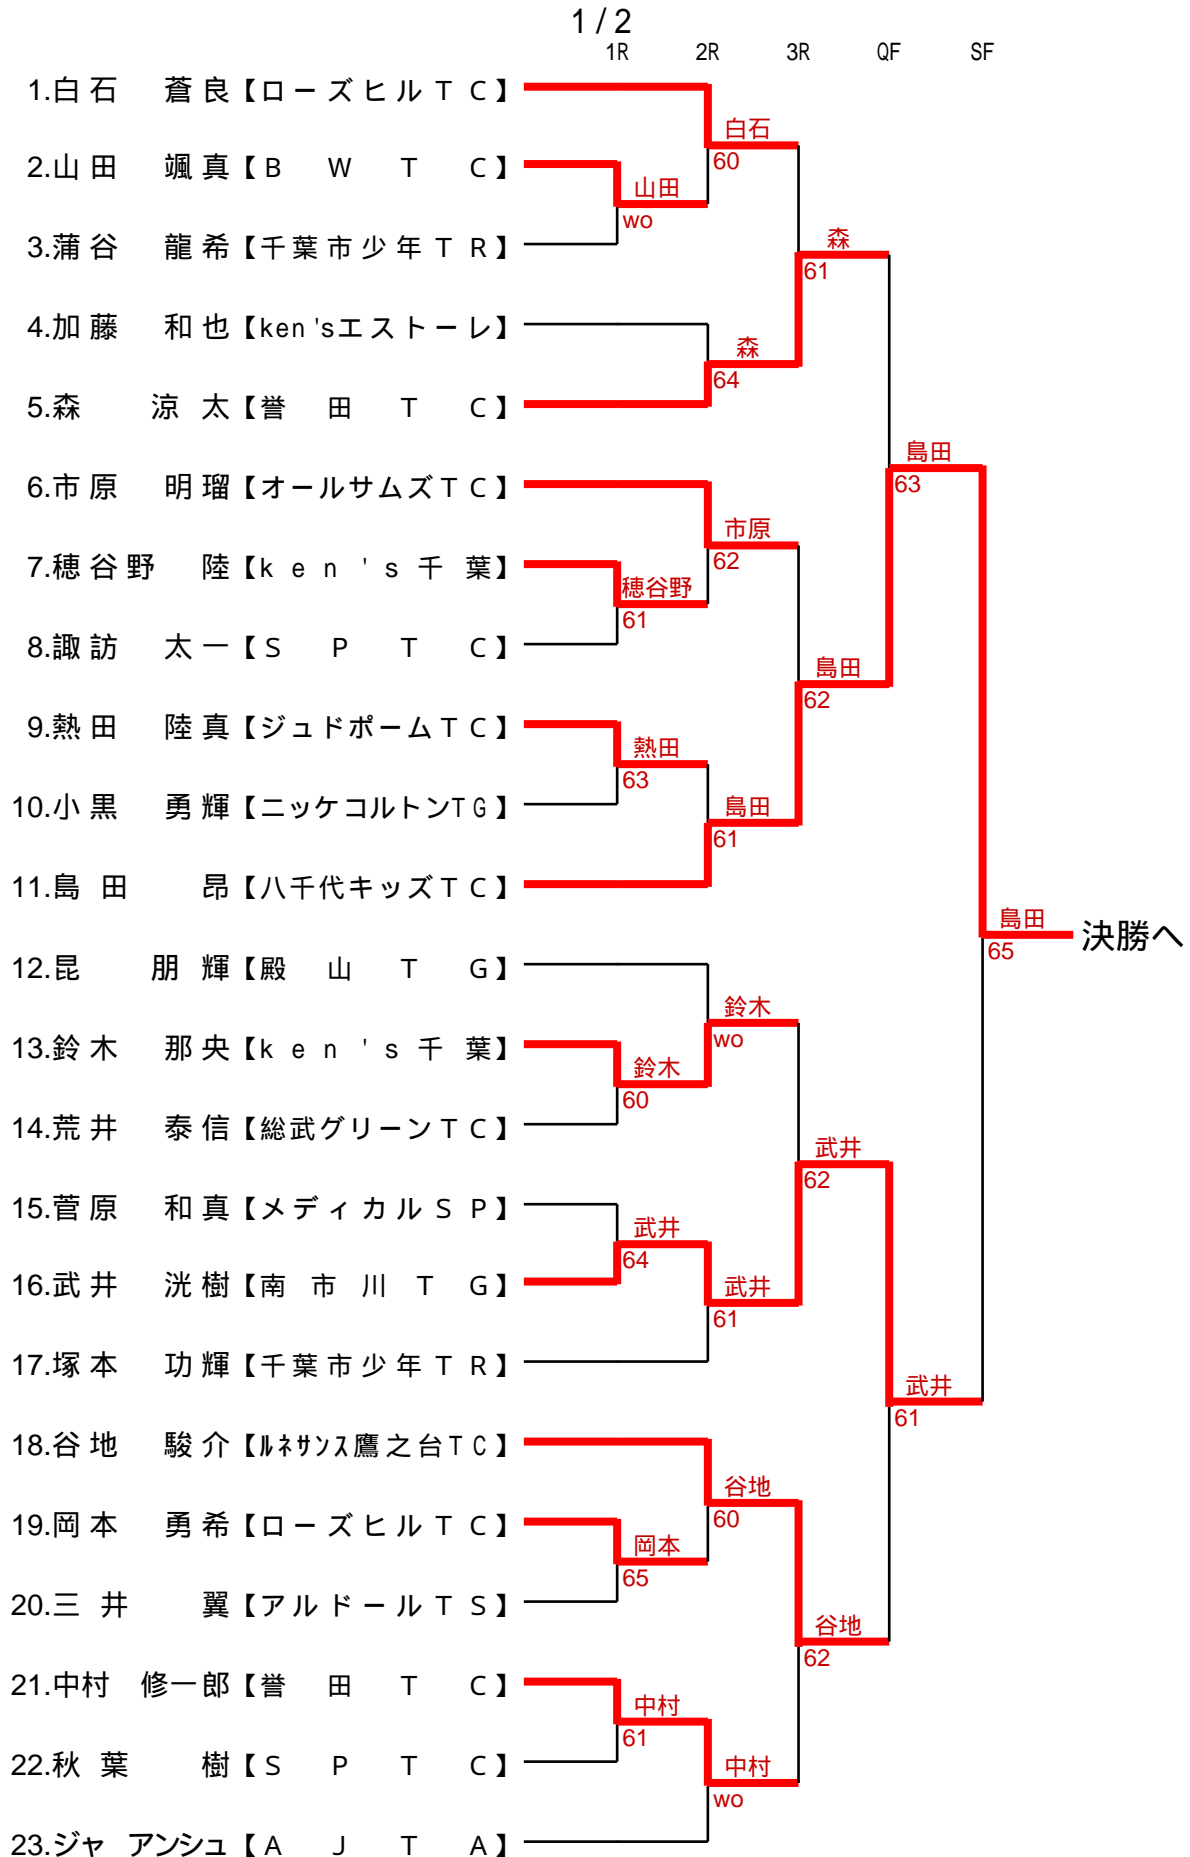 1/2
1R 2R 3R QF SF
1.白石 蒼良【ローズヒルTC】
白石
60
2.山田 颯真【BWTC】
山田
wo
3.蒲谷 龍希【千葉市少年TR】
森
61
4.加藤 和也【ken'sエストーレ】
森
64
5.森 涼太【誉田TC】
島田
63
6.市原 明瑠【オールサムズTC】
市原
62
7.穂谷野 陸【ken's千葉】
穂谷野
61
8.諏訪 太一【SPTC】
島田
62
9.熱田 陸真【ジュドポームTC】
熱田
63
10.小黒 勇輝【ニッケコルトンTG】
島田
61
11.島田 昂【八千代キッズTC】
島田 決勝へ
65
12.昆 朋輝【殿山TG】
鈴木
wo
13.鈴木 那央【ken's千葉】
鈴木
60
14.荒井 泰信【総武グリーンTC】
武井
62
15.菅原 和真【メディカルSP】
武井
64
16.武井 洸樹【南市川TG】
武井
61
17.塚本 功輝【千葉市少年TR】
武井
61
18.谷地 駿介【ルネサンス鷹之台TC】
谷地
60
19.岡本 勇希【ローズヒルTC】
岡本
65
20.三井 翼【アルドールTS】
谷地
62
21.中村 修一郎【誉田TC】
中村
61
22.秋葉 樹【SPTC】
中村
wo
23.ジャ アンシュ【AJTA】